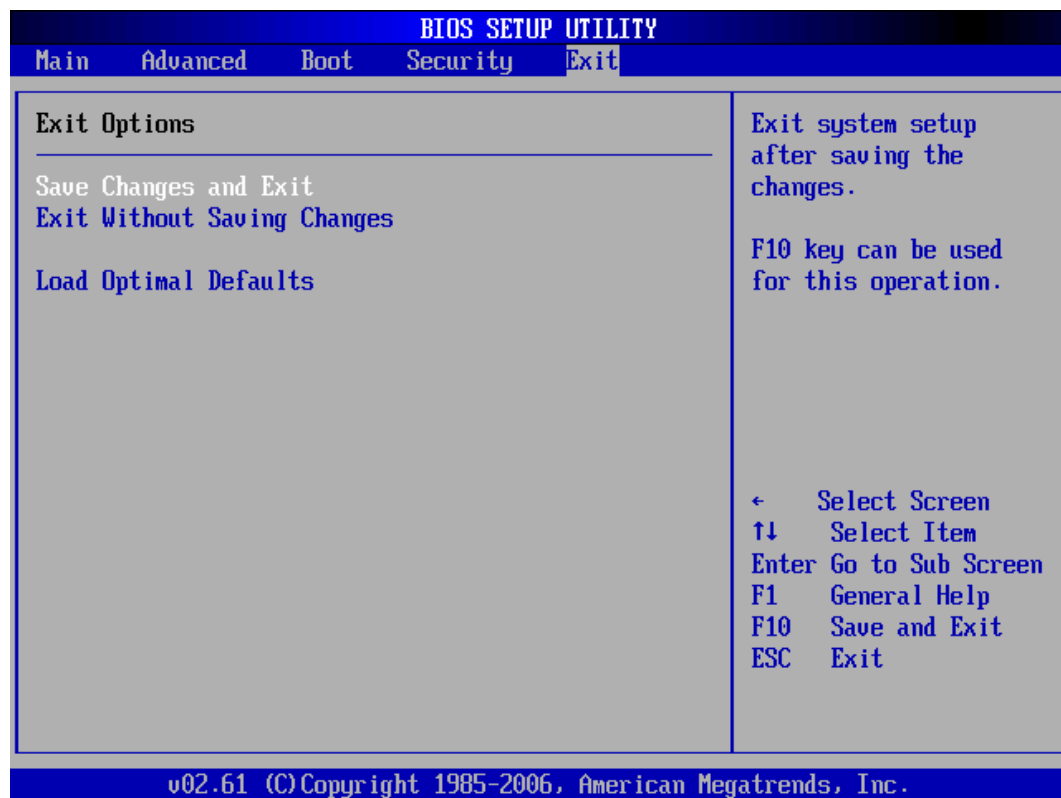 BIOS SETUP UTILITY
Main Advanced Boot Security Exit
Exit Options
Save Changes and Exit
Exit Without Saving Changes
Load Optimal Defaults
Exit system setup
after saving the
changes.
F10 key can be used
for this operation.
← Select Screen
↑↓ Select Item
Enter Go to Sub Screen
F1 General Help
F10 Save and Exit
ESC Exit
v02.61 (C)Copyright 1985-2006, American Megatrends, Inc.